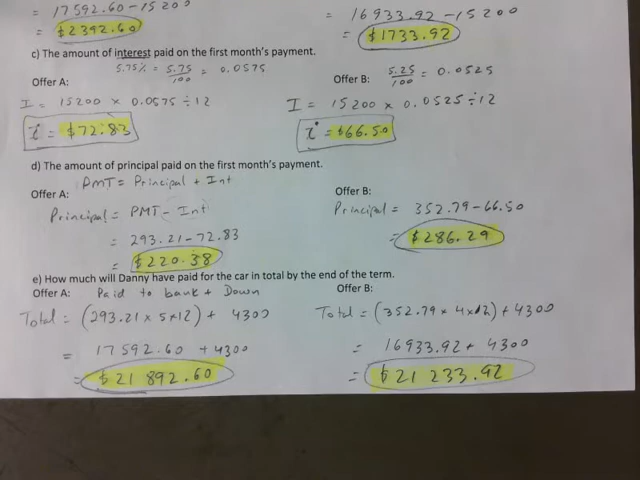 = 17592.60 - 15200
= $2392.60
= 16933.92 - 15200
= $1733.92
c) The amount of interest paid on the first month's payment.
5.75% = 5.75/100 = 0.0575
Offer A:
I = 15200 × 0.0575 ÷ 12
i = $72.83
Offer B: 5.25/100 = 0.0525
I = 15200 × 0.0525 ÷ 12
i = $66.50
d) The amount of principal paid on the first month's payment.
PMT = Principal + Int
Offer A:
Principal = PMT - Int
= 293.21 - 72.83
= $220.38
Offer B:
Principal = 352.79 - 66.50
= $286.29
e) How much will Danny have paid for the car in total by the end of the term.
Offer A: Paid to bank + Down
Total = (293.21 × 5 × 12) + 4300
= 17592.60 + 4300
= $21 892.60
Offer B:
Total = (352.79 × 4 × 12) + 4300
= 16933.92 + 4300
= $21 233.92